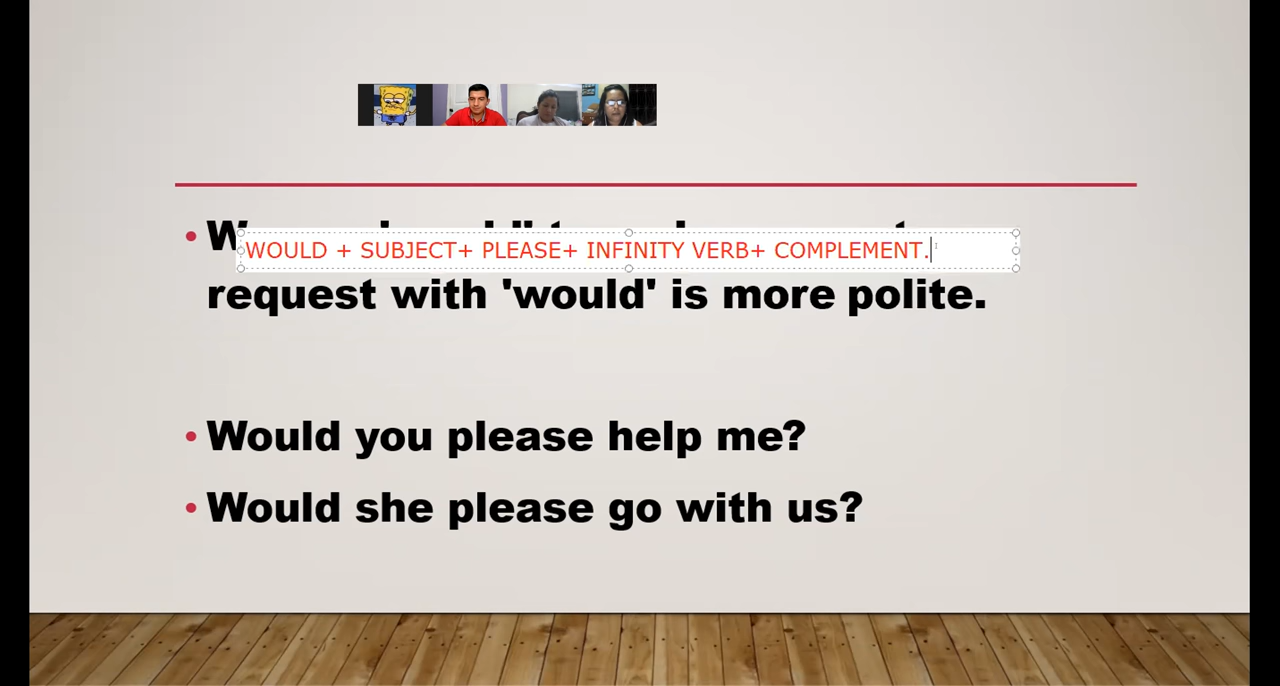 WOULD + SUBJECT+ PLEASE+ INFINITY VERB+ COMPLEMENT.
request with 'would' is more polite.
Would you please help me?
Would she please go with us?